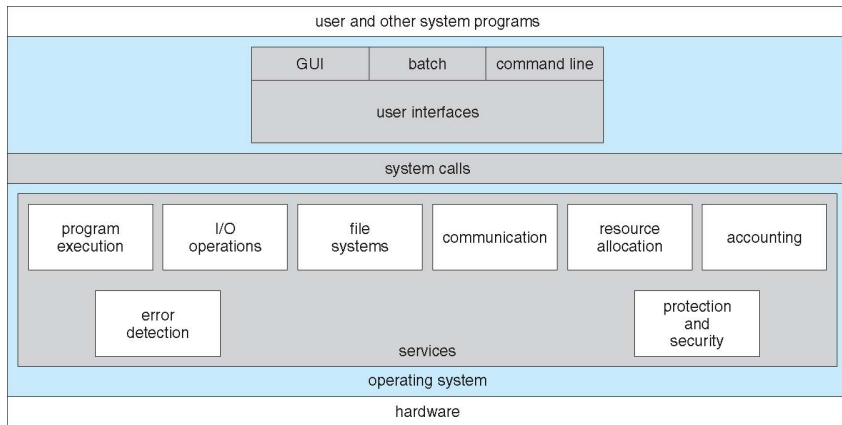 user and other system programs
GUI
batch
command line
user interfaces
system calls
program
execution
I/O
operations
file
systems
communication
resource
allocation
accounting
error
detection
protection
and
security
services
operating system
hardware